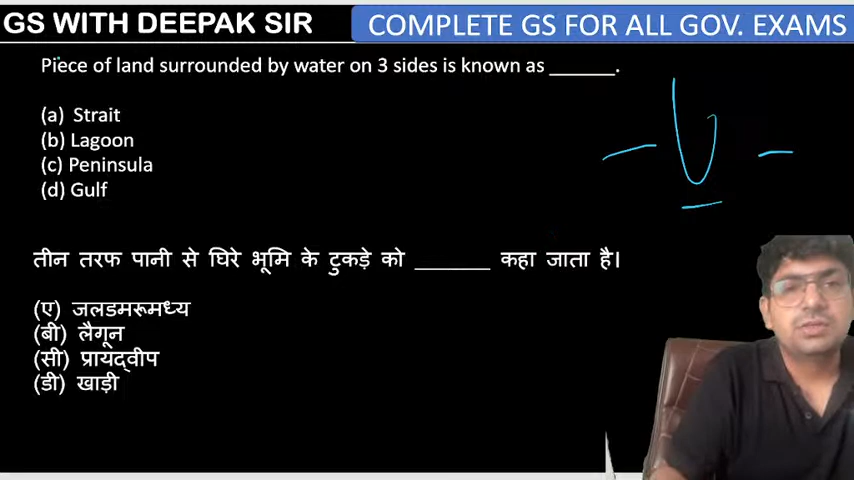 GS WITH DEEPAK SIR
COMPLETE GS FOR ALL GOV. EXAMS
Piece of land surrounded by water on 3 sides is known as ______.
(a) Strait
(b) Lagoon
(c) Peninsula
(d) Gulf
तीन तरफ पानी से घिरे भूमि के टुकड़े को _______ कहा जाता है।
(ए) जलडमरूमध्य
(बी) लैगून
(सी) प्रायद्वीप
(डी) खाड़ी